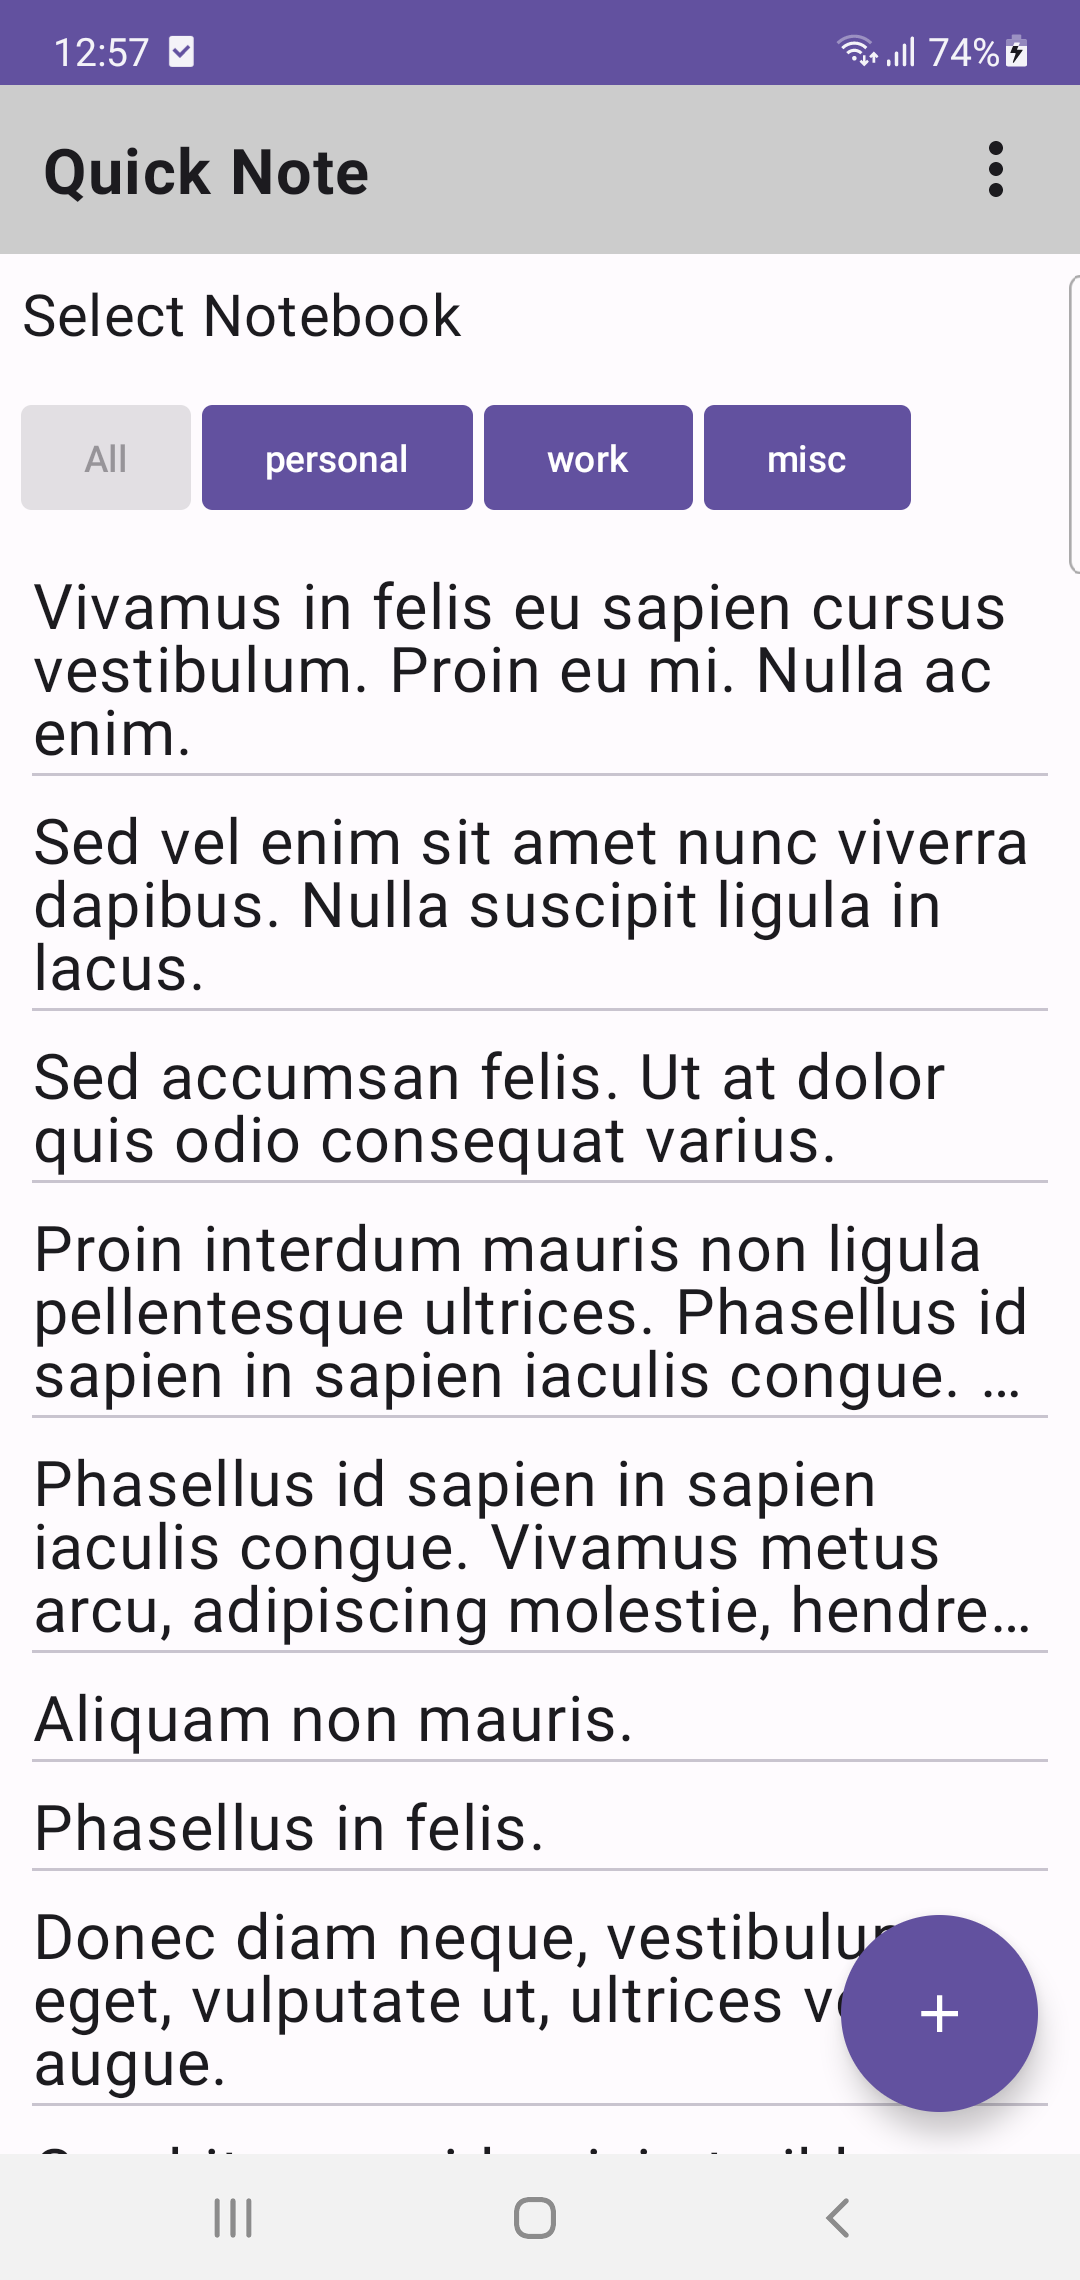 12:57
74%
Quick Note
Select Notebook
All personal work misc
Vivamus in felis eu sapien cursus
vestibulum. Proin eu mi. Nulla ac
enim.
Sed vel enim sit amet nunc viverra
dapibus. Nulla suscipit ligula in
lacus.
Sed accumsan felis. Ut at dolor
quis odio consequat varius.
Proin interdum mauris non ligula
pellentesque ultrices. Phasellus id
sapien in sapien iaculis congue. ...
Phasellus id sapien in sapien
iaculis congue. Vivamus metus
arcu, adipiscing molestie, hendre...
Aliquam non mauris.
Phasellus in felis.
Donec diam neque,
eget, vulputate ut, ultrices
augue.